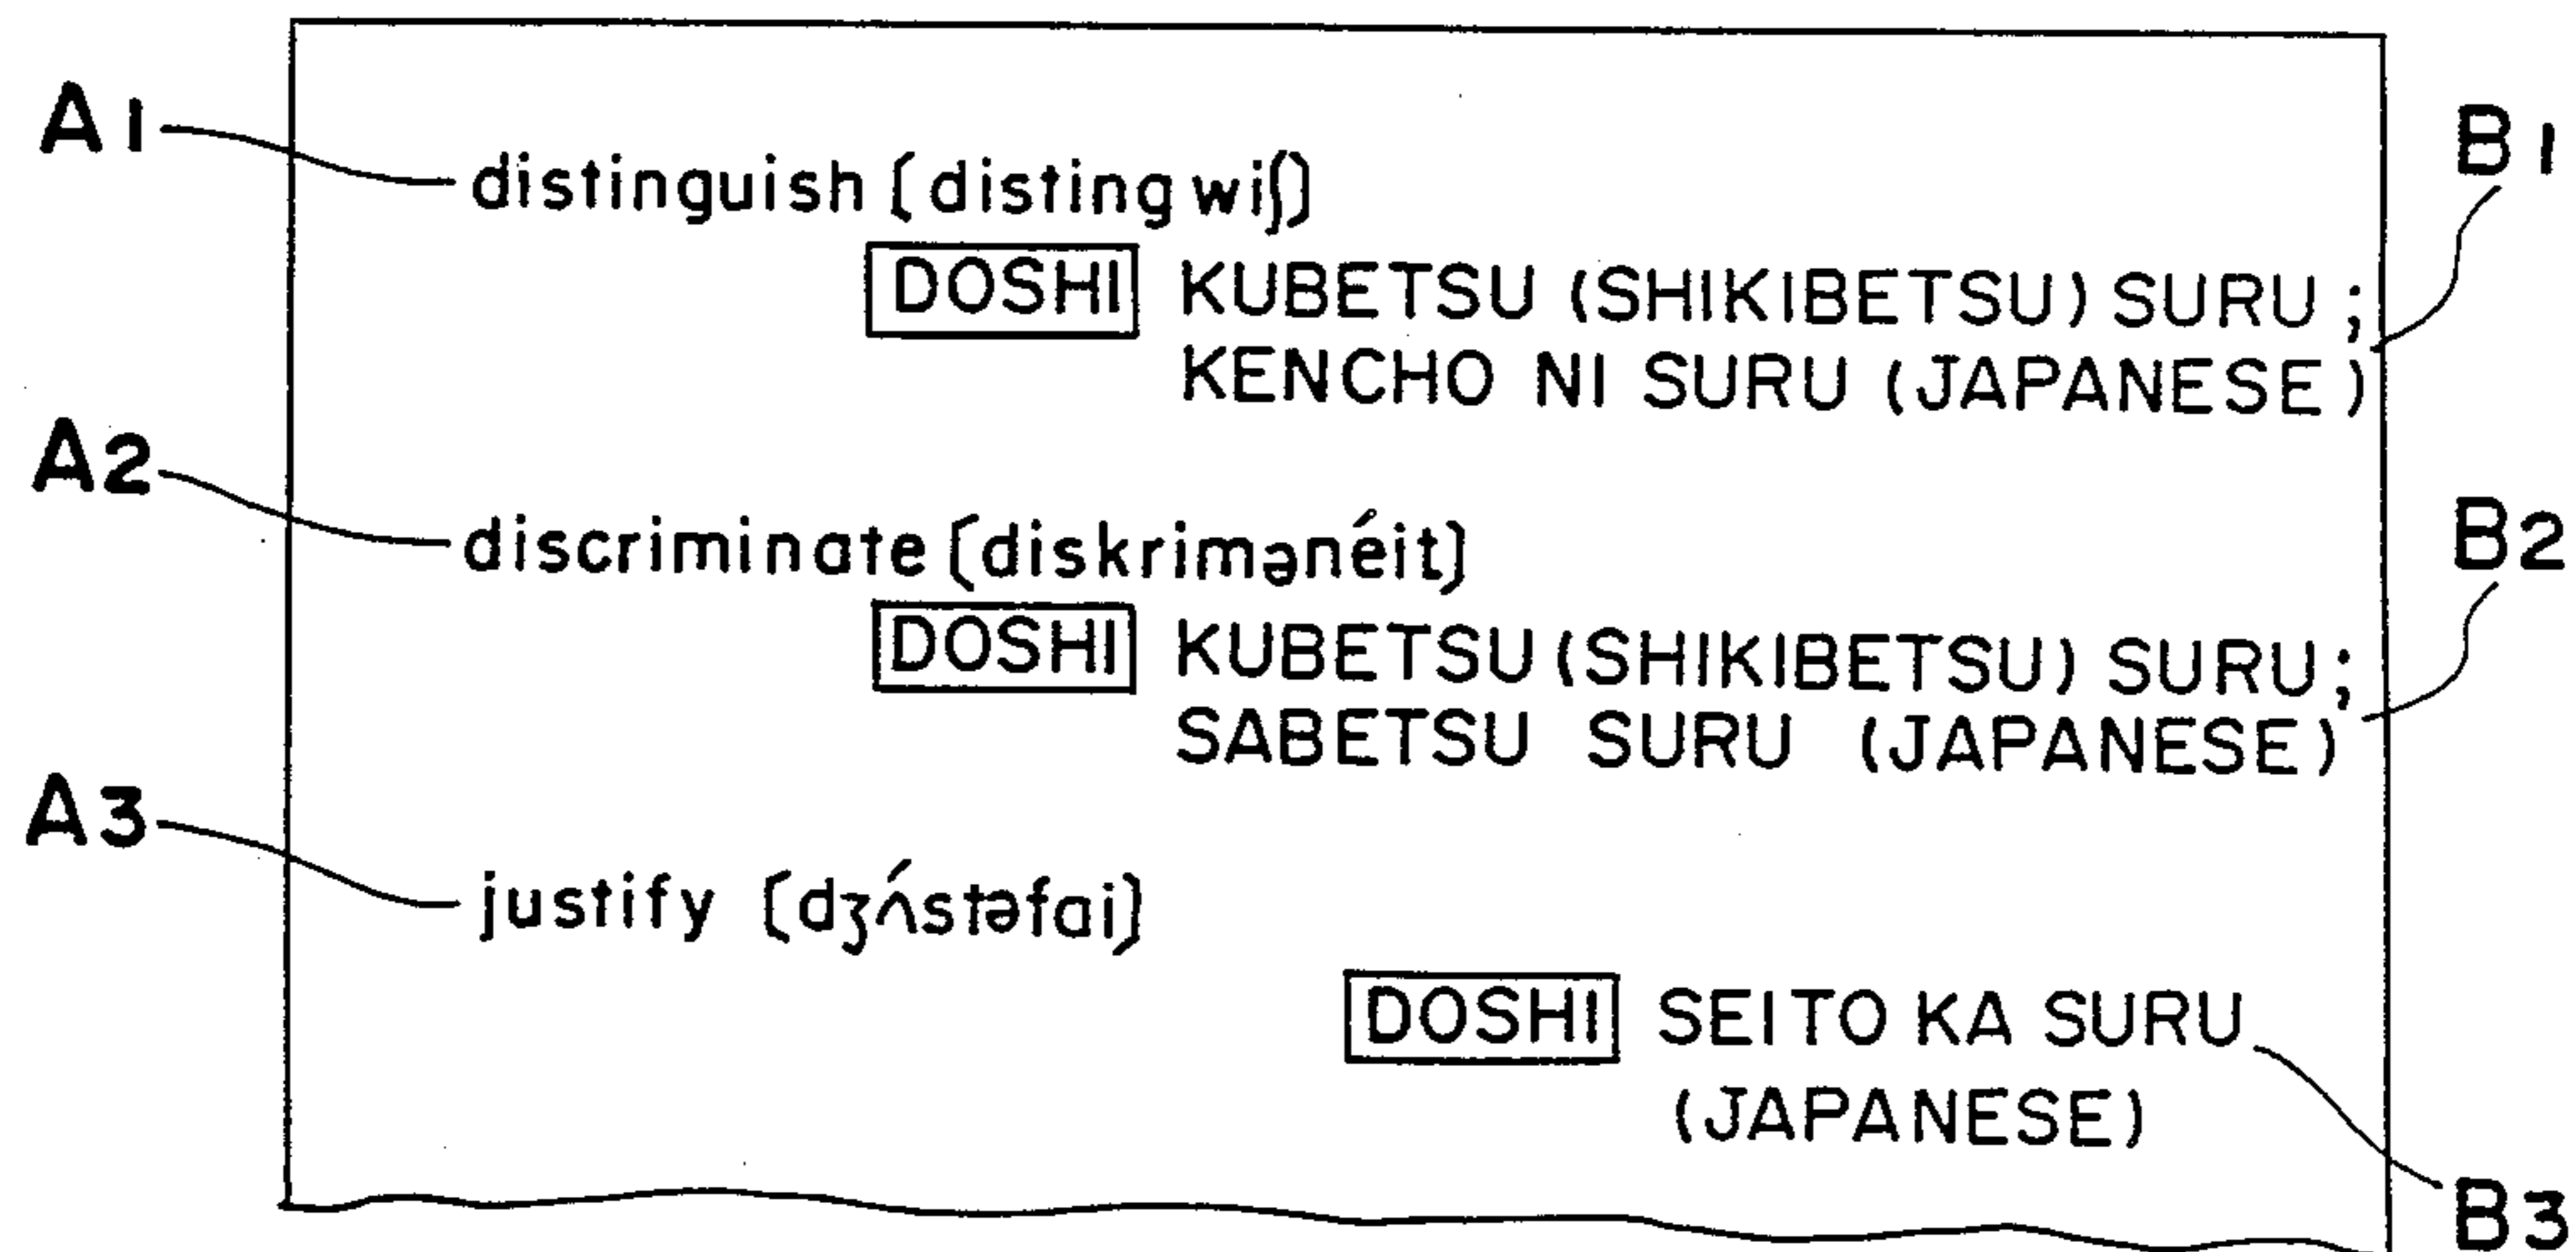 A1
distinguish (distingwiʃ)
B1
DOSHI KUBETSU (SHIKIBETSU) SURU ;
KENCHO NI SURU (JAPANESE)
A2
discriminate (diskrimənéit)
B2
DOSHI KUBETSU (SHIKIBETSU) SURU ;
SABETSU SURU (JAPANESE)
A3
justify (dʒʌ́stəfai)
DOSHI SEITO KA SURU
(JAPANESE)
B3